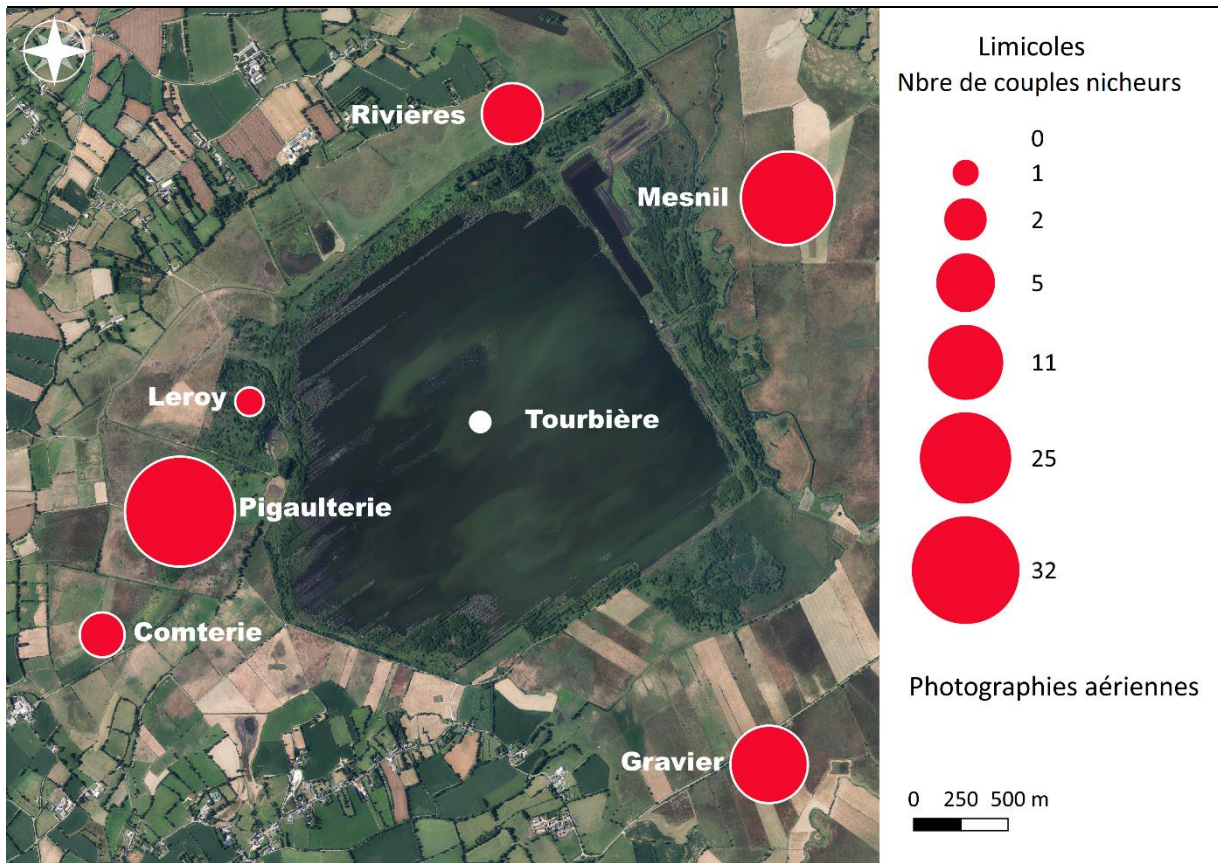 Rivières
Mesnil
Leroy
Tourbière
Pigaulterie
Comterie
Gravier
Limicoles
Nbre de couples nicheurs
0
1
2
5
11
25
32
Photographies aériennes
0 250 500 m